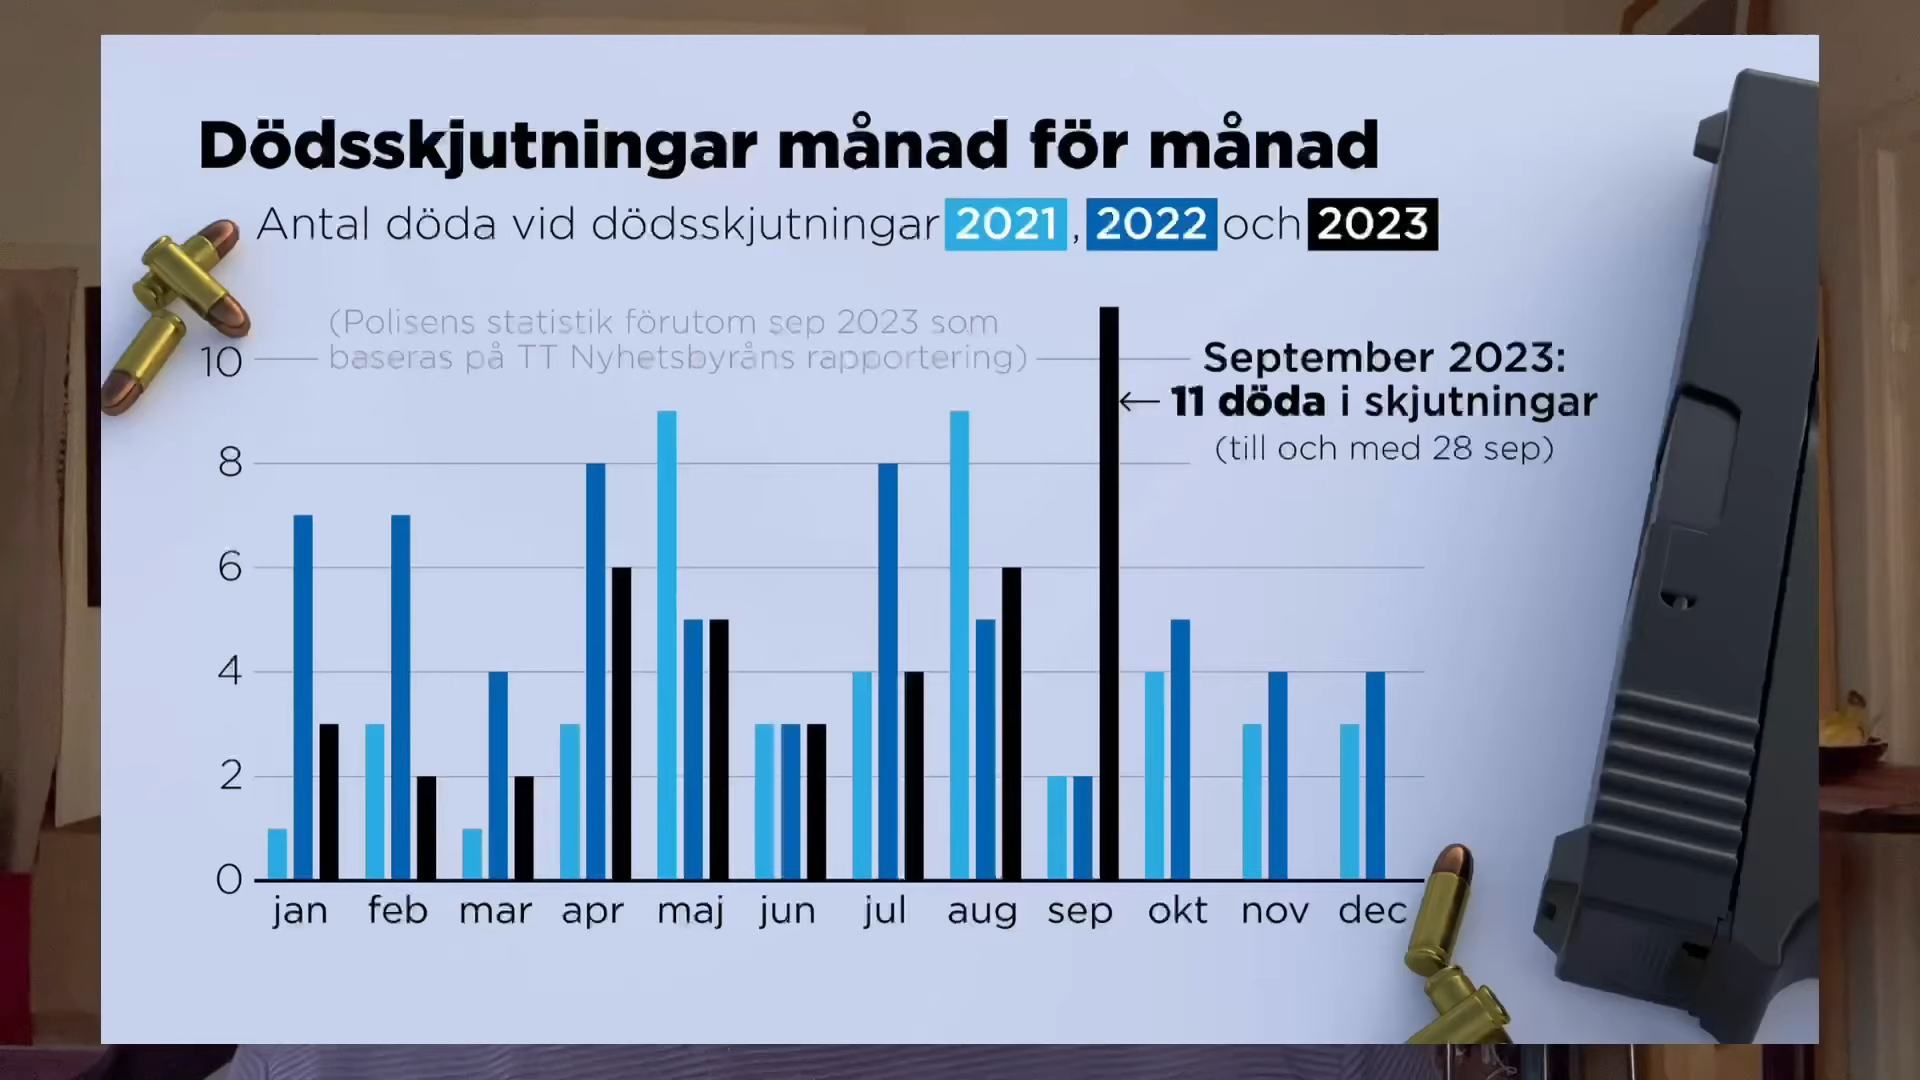 Dödsskjutningar månad för månad
Antal döda vid dödsskjutningar 2021, 2022 och 2023
(Polisens statistik förutom sep 2023 som
baseras på TT Nyhetsbyråns rapportering)
September 2023:
← 11 döda i skjutningar
(till och med 28 sep)
10
8
6
4
2
0
jan feb mar apr maj jun jul aug sep okt nov dec